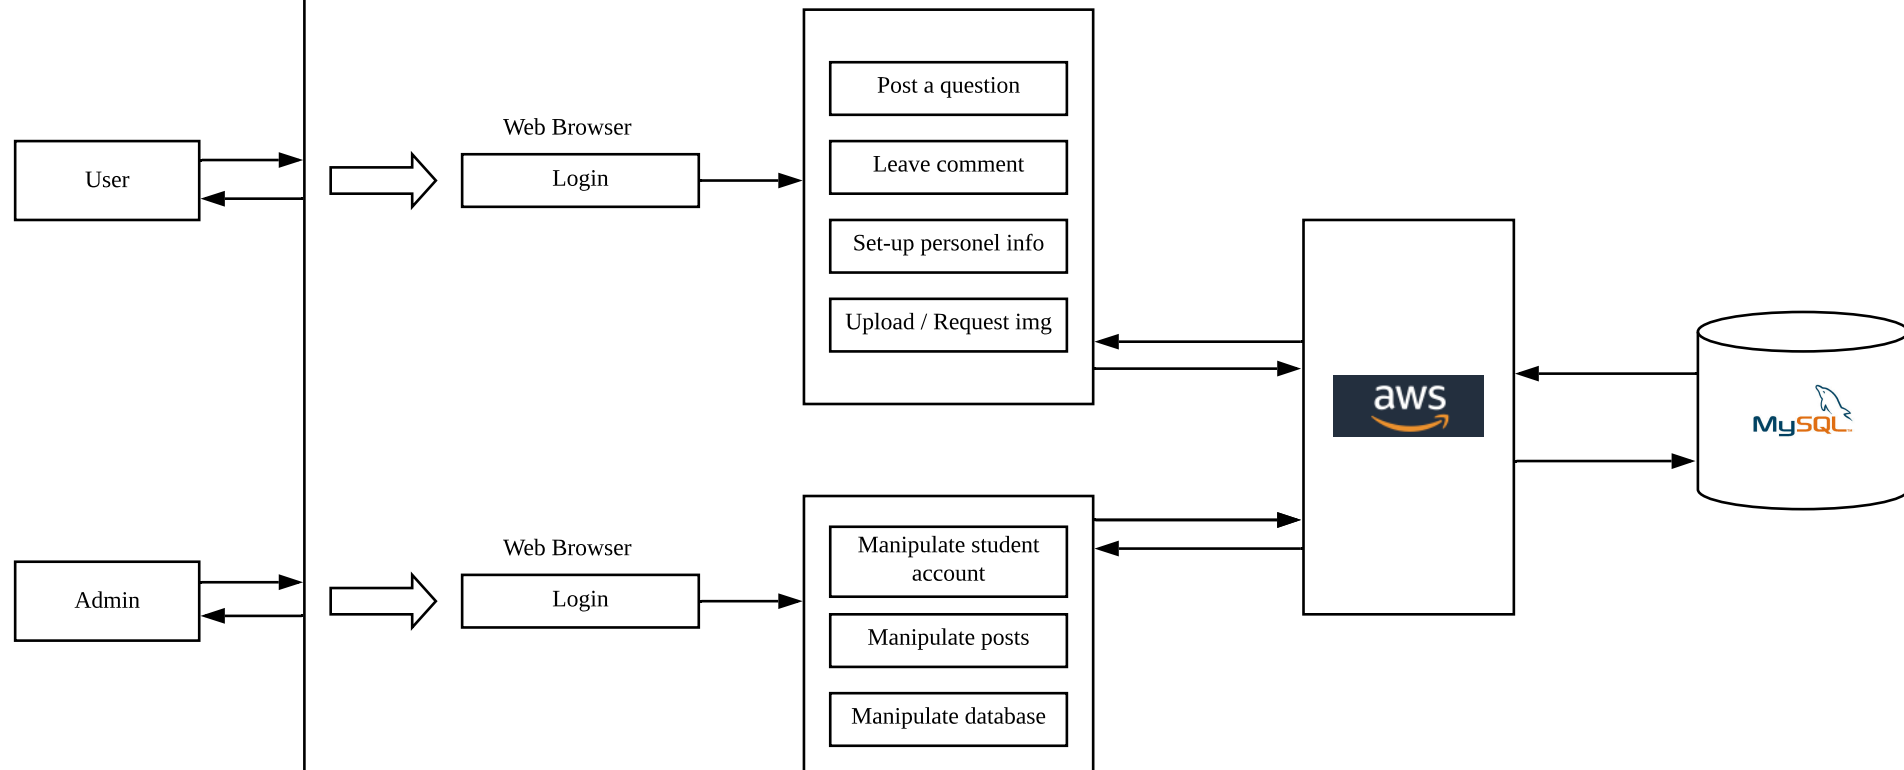 Post a question
Web Browser
Leave comment
User
Login
Set-up personel info
Upload / Request img
aws
MySQL
Web Browser
Manipulate student
account
Admin
Login
Manipulate posts
Manipulate database